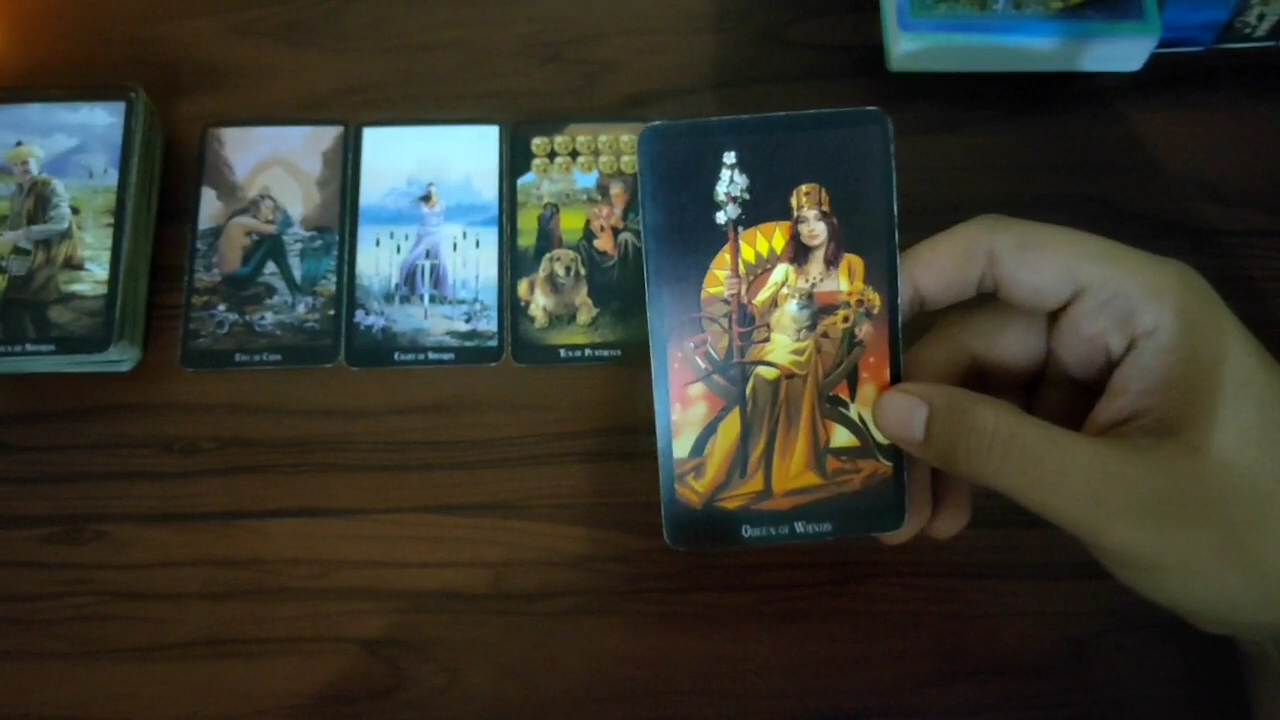 Five of Cups
Eight of Swords
Ten of Pentacles
Queen of Wands